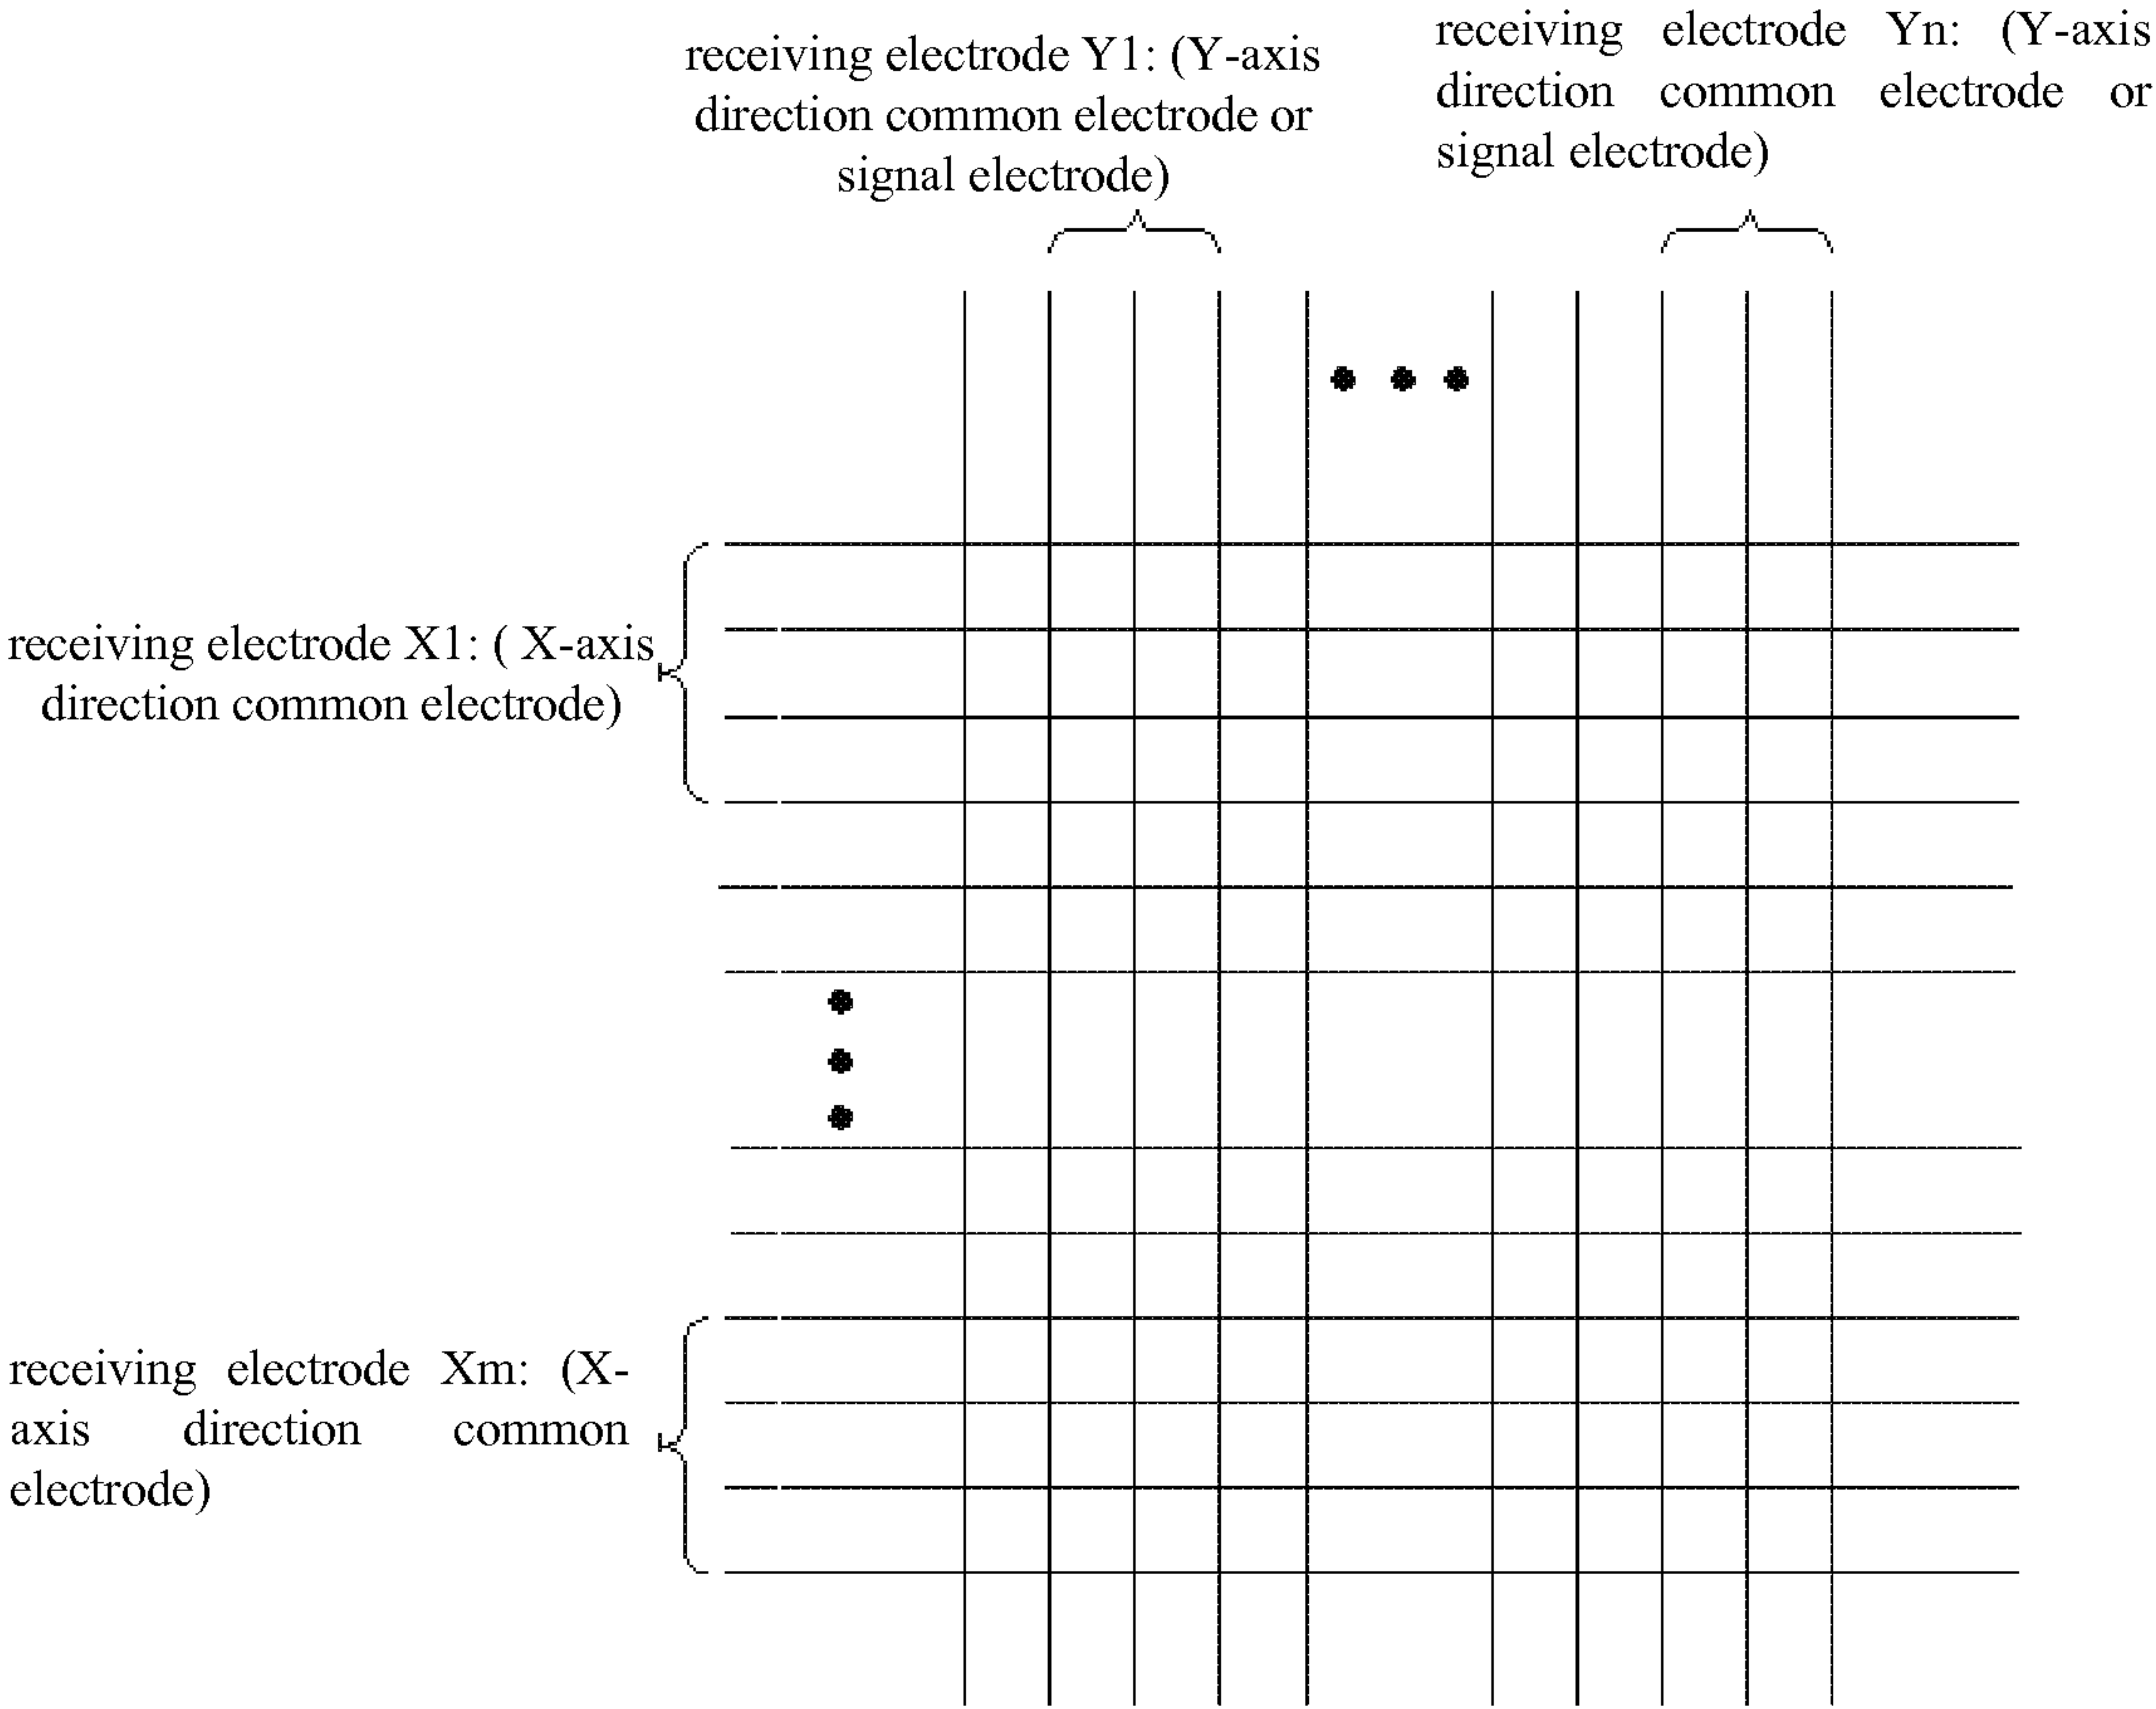 receiving electrode Y1: (Y-axis
direction common electrode or
signal electrode)
receiving electrode Yn: (Y-axis
direction common electrode or
signal electrode)
receiving electrode X1: ( X-axis
direction common electrode)
receiving electrode Xm: (X-
axis direction common
electrode)